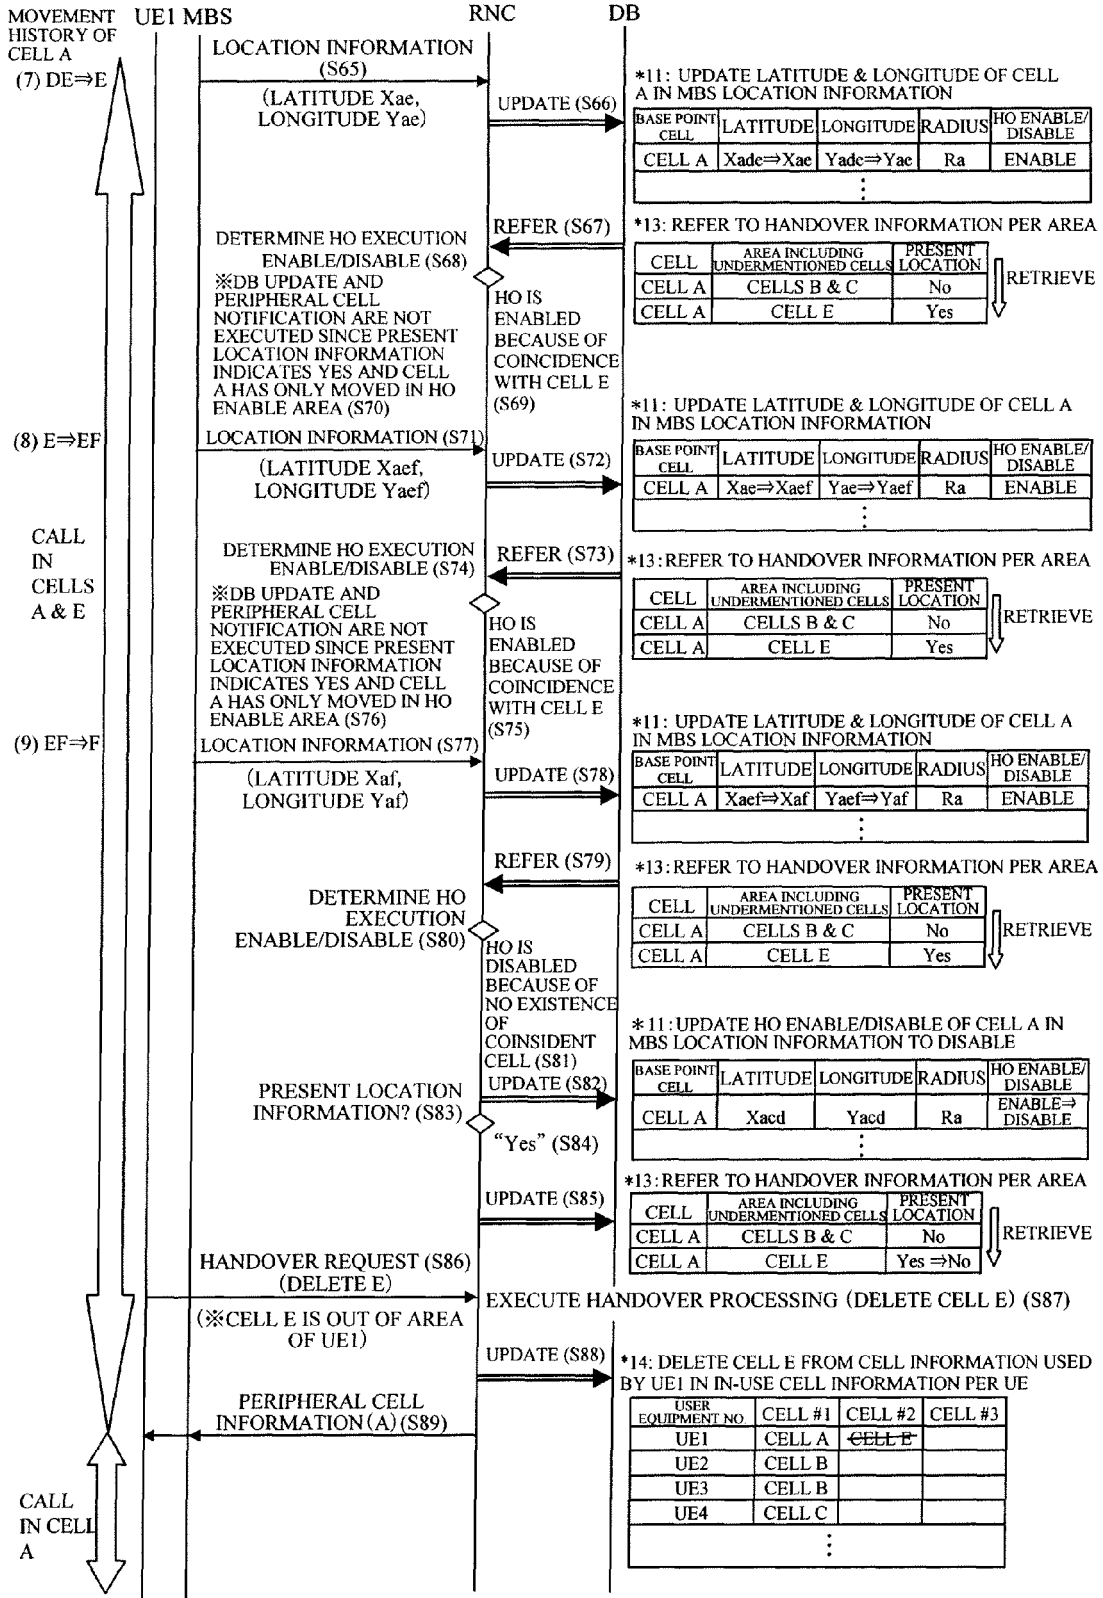 MOVEMENT HISTORY OF CELL A
UE1 MBS
RNC
DB
(7) DE⇒E
LOCATION INFORMATION
(S65)
(LATITUDE Xae,
LONGITUDE Yae)
UPDATE (S66)
*11: UPDATE LATITUDE & LONGITUDE OF CELL
A IN MBS LOCATION INFORMATION
BASE POINT CELL LATITUDE LONGITUDE RADIUS HO ENABLE/ DISABLE
CELL A Xade⇒Xae Yade⇒Yae Ra ENABLE
⋮
REFER (S67)
*13: REFER TO HANDOVER INFORMATION PER AREA
DETERMINE HO EXECUTION
ENABLE/DISABLE (S68)
CELL AREA INCLUDING UNDERMENTIONED CELLS PRESENT LOCATION
CELL A CELLS B & C No
CELL A CELL E Yes
RETRIEVE
※DB UPDATE AND
PERIPHERAL CELL
NOTIFICATION ARE NOT
EXECUTED SINCE PRESENT
LOCATION INFORMATION
INDICATES YES AND CELL
A HAS ONLY MOVED IN HO
ENABLE AREA (S70)
HO IS
ENABLED
BECAUSE OF
COINCIDENCE
WITH CELL E
(S69)
(8) E⇒EF
LOCATION INFORMATION (S71)
(LATITUDE Xaef,
LONGITUDE Yaef)
UPDATE (S72)
*11: UPDATE LATITUDE & LONGITUDE OF CELL A
IN MBS LOCATION INFORMATION
BASE POINT CELL LATITUDE LONGITUDE RADIUS HO ENABLE/ DISABLE
CELL A Xae⇒Xaef Yae⇒Yaef Ra ENABLE
⋮
CALL
IN
CELLS
A & E
DETERMINE HO EXECUTION
ENABLE/DISABLE (S74)
REFER (S73)
*13: REFER TO HANDOVER INFORMATION PER AREA
CELL AREA INCLUDING UNDERMENTIONED CELLS PRESENT LOCATION
CELL A CELLS B & C No
CELL A CELL E Yes
RETRIEVE
※DB UPDATE AND
PERIPHERAL CELL
NOTIFICATION ARE NOT
EXECUTED SINCE PRESENT
LOCATION INFORMATION
INDICATES YES AND CELL
A HAS ONLY MOVED IN HO
ENABLE AREA (S76)
HO IS
ENABLED
BECAUSE OF
COINCIDENCE
WITH CELL E
(S75)
(9) EF⇒F
LOCATION INFORMATION (S77)
(LATITUDE Xaf,
LONGITUDE Yaf)
UPDATE (S78)
*11: UPDATE LATITUDE & LONGITUDE OF CELL A
IN MBS LOCATION INFORMATION
BASE POINT CELL LATITUDE LONGITUDE RADIUS HO ENABLE/ DISABLE
CELL A Xaef⇒Xaf Yaef⇒Yaf Ra ENABLE
⋮
REFER (S79)
*13: REFER TO HANDOVER INFORMATION PER AREA
CELL AREA INCLUDING UNDERMENTIONED CELLS PRESENT LOCATION
CELL A CELLS B & C No
CELL A CELL E Yes
RETRIEVE
DETERMINE HO
EXECUTION
ENABLE/DISABLE (S80)
HO IS
DISABLED
BECAUSE OF
NO EXISTENCE
OF
COINSIDENT
CELL (S81)
UPDATE (S82)
*11: UPDATE HO ENABLE/DISABLE OF CELL A IN
MBS LOCATION INFORMATION TO DISABLE
BASE POINT CELL LATITUDE LONGITUDE RADIUS HO ENABLE/ DISABLE
CELL A Xacd Yacd Ra ENABLE⇒ DISABLE
⋮
PRESENT LOCATION
INFORMATION? (S83)
“Yes” (S84)
UPDATE (S85)
*13: REFER TO HANDOVER INFORMATION PER AREA
CELL AREA INCLUDING UNDERMENTIONED CELLS PRESENT LOCATION
CELL A CELLS B & C No
CELL A CELL E Yes ⇒No
RETRIEVE
HANDOVER REQUEST (S86)
(DELETE E)
EXECUTE HANDOVER PROCESSING (DELETE CELL E) (S87)
(※CELL E IS OUT OF AREA
OF UE1)
UPDATE (S88)
*14: DELETE CELL E FROM CELL INFORMATION USED
BY UE1 IN IN-USE CELL INFORMATION PER UE
PERIPHERAL CELL
INFORMATION (A) (S89)
USER EQUIPMENT NO. CELL #1 CELL #2 CELL #3
UE1 CELL A CELL E
UE2 CELL B
UE3 CELL B
UE4 CELL C
⋮
CALL
IN CELL
A